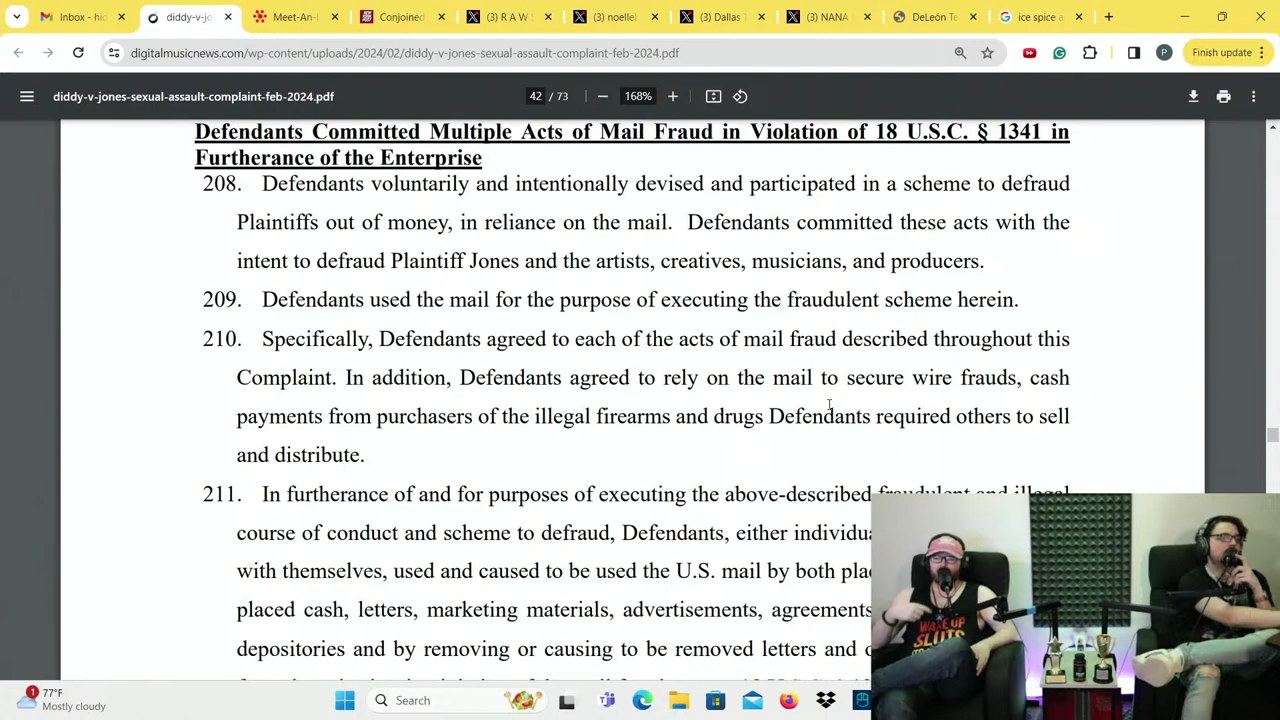 Inbox - hi
diddy-v-jo
Meet-An-I
Conjoined
(3) R A W
(3) noelle
(3) Dallas
(3) NANA
DeLeón Te
ice spice a
digitalmusicnews.com/wp-content/uploads/2024/02/diddy-v-jones-sexual-assault-complaint-feb-2024.pdf
P
Finish update
diddy-v-jones-sexual-assault-complaint-feb-2024.pdf
42 / 73
168%
Defendants Committed Multiple Acts of Mail Fraud in Violation of 18 U.S.C. § 1341 in
Furtherance of the Enterprise
208. Defendants voluntarily and intentionally devised and participated in a scheme to defraud
Plaintiffs out of money, in reliance on the mail. Defendants committed these acts with the
intent to defraud Plaintiff Jones and the artists, creatives, musicians, and producers.
209. Defendants used the mail for the purpose of executing the fraudulent scheme herein.
210. Specifically, Defendants agreed to each of the acts of mail fraud described throughout this
Complaint. In addition, Defendants agreed to rely on the mail to secure wire frauds, cash
payments from purchasers of the illegal firearms and drugs Defendants required others to sell
and distribute.
211. In furtherance of and for purposes of executing the above-described fraudulent and illegal
course of conduct and scheme to defraud, Defendants, either individua
with themselves, used and caused to be used the U.S. mail by both pla
placed cash, letters, marketing materials, advertisements, agreements
depositories and by removing or causing to be removed letters and o
WAKE UP
SLUTS
1
77°F
Mostly cloudy
Search